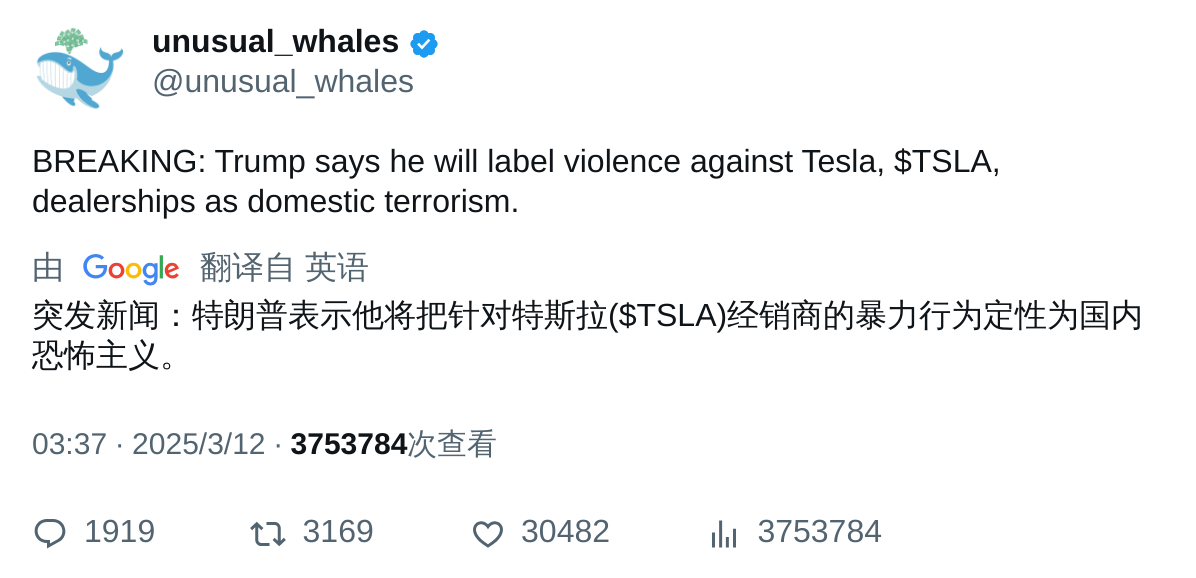 unusual_whales
@unusual_whales
BREAKING: Trump says he will label violence against Tesla, $TSLA,
dealerships as domestic terrorism.
由 Google 翻译自 英语
突发新闻：特朗普表示他将把针对特斯拉($TSLA)经销商的暴力行为定性为国内
恐怖主义。
03:37 · 2025/3/12 · 3753784次查看
1919 3169 30482 3753784